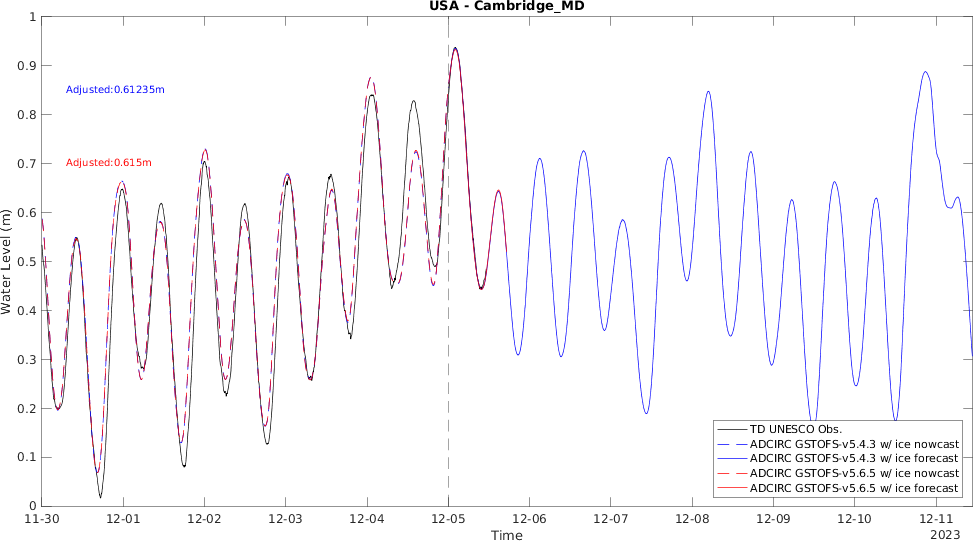 USA - Cambridge_MD
Water Level (m)
1
0.9
0.8
0.7
0.6
0.5
0.4
0.3
0.2
0.1
0
Adjusted:0.61235m
Adjusted:0.615m
TD UNESCO Obs.
ADCIRC GSTOFS-v5.4.3 w/ ice nowcast
ADCIRC GSTOFS-v5.4.3 w/ ice forecast
ADCIRC GSTOFS-v5.6.5 w/ ice nowcast
ADCIRC GSTOFS-v5.6.5 w/ ice forecast
11-30 12-01 12-02 12-03 12-04 12-05 12-06 12-07 12-08 12-09 12-10 12-11
2023
Time